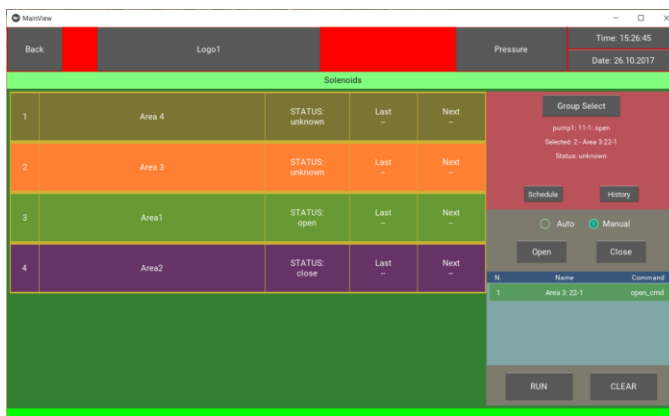 MainView
Back
Logo1
Pressure
Time: 15:26:45
Date: 26.10.2017
Solenoids
1 Area 4 STATUS: unknown Last -- Next --
2 Area 3 STATUS: unknown Last -- Next --
3 Area1 STATUS: open Last -- Next --
4 Area2 STATUS: close Last -- Next --
Group Select
pump1: 11-1: open
Selected: 2 - Area 3:22-1
Status: unknown
Schedule History
Auto Manual
Open Close
N. Name Command
1 Area 3: 22-1 open_cmd
RUN CLEAR